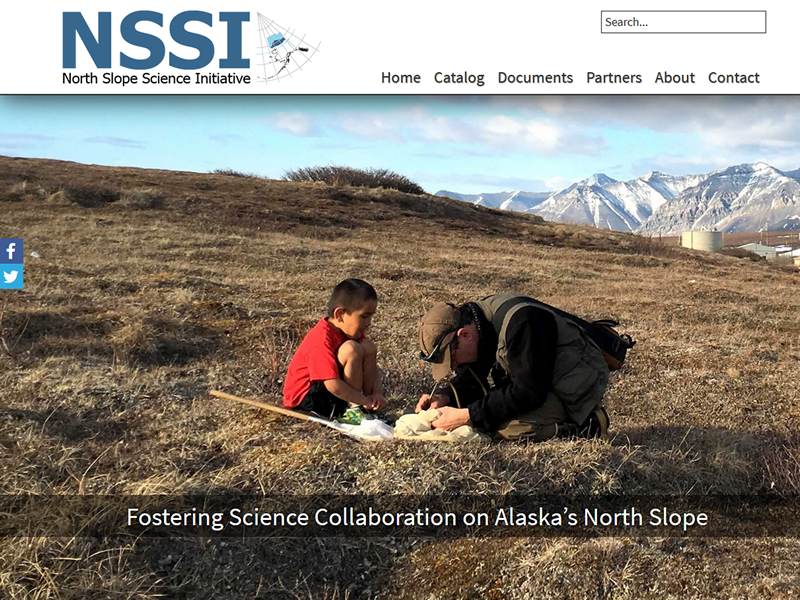 NSSI
North Slope Science Initiative
Search...
Home Catalog Documents Partners About Contact
Fostering Science Collaboration on Alaska’s North Slope